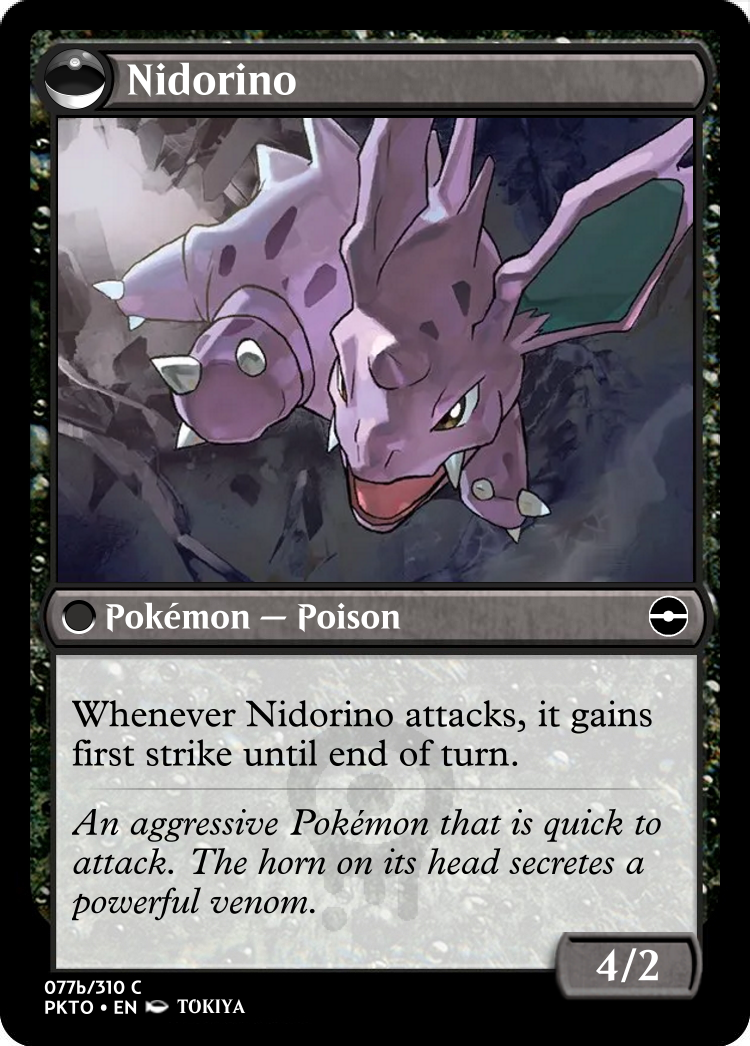 Nidorino
Pokémon — Poison
Whenever Nidorino attacks, it gains
first strike until end of turn.
An aggressive Pokémon that is quick to
attack. The horn on its head secretes a
powerful venom.
4/2
077b/310 C
PKTO • EN TOKIYA